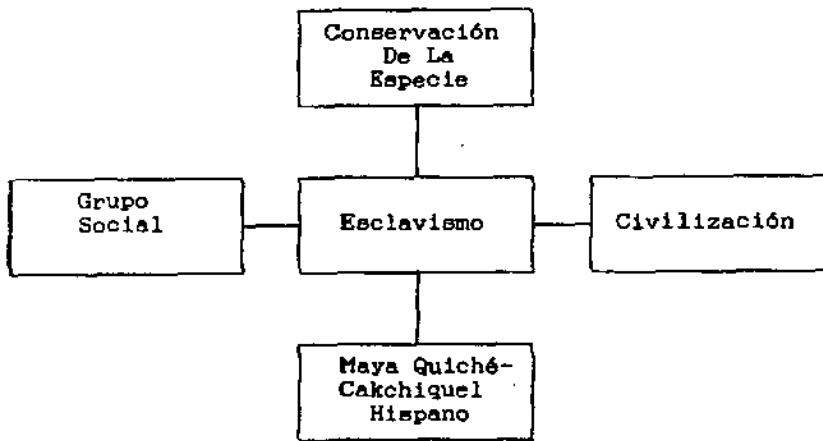 Conservación
De La
Especie
Grupo
Social
Esclavismo
Civilización
Maya Quiché-
Cakchiquel
Hispano